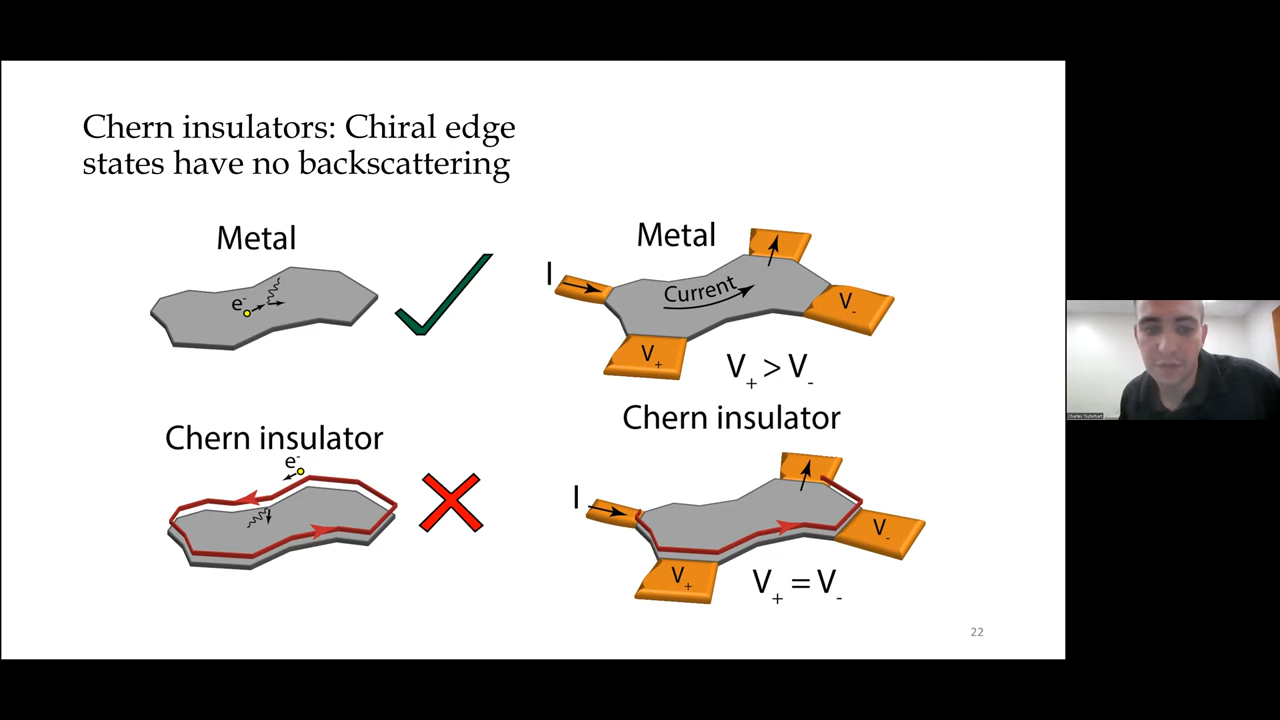 Chern insulators: Chiral edge
states have no backscattering
Metal
e-
Metal
I
Current
V+
V-
V+ > V-
Chern insulator
e-
Chern insulator
I
V+
V-
V+ = V-
22